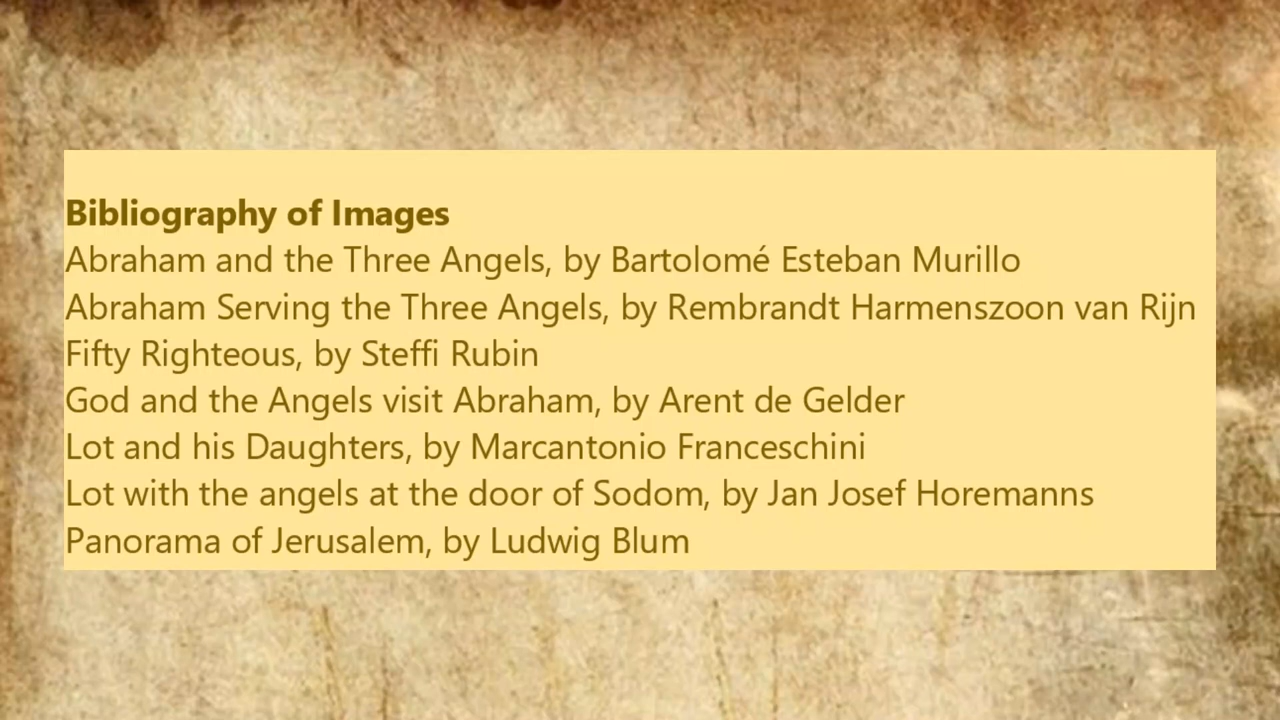 Bibliography of Images
Abraham and the Three Angels, by Bartolomé Esteban Murillo
Abraham Serving the Three Angels, by Rembrandt Harmenszoon van Rijn
Fifty Righteous, by Steffi Rubin
God and the Angels visit Abraham, by Arent de Gelder
Lot and his Daughters, by Marcantonio Franceschini
Lot with the angels at the door of Sodom, by Jan Josef Horemanns
Panorama of Jerusalem, by Ludwig Blum